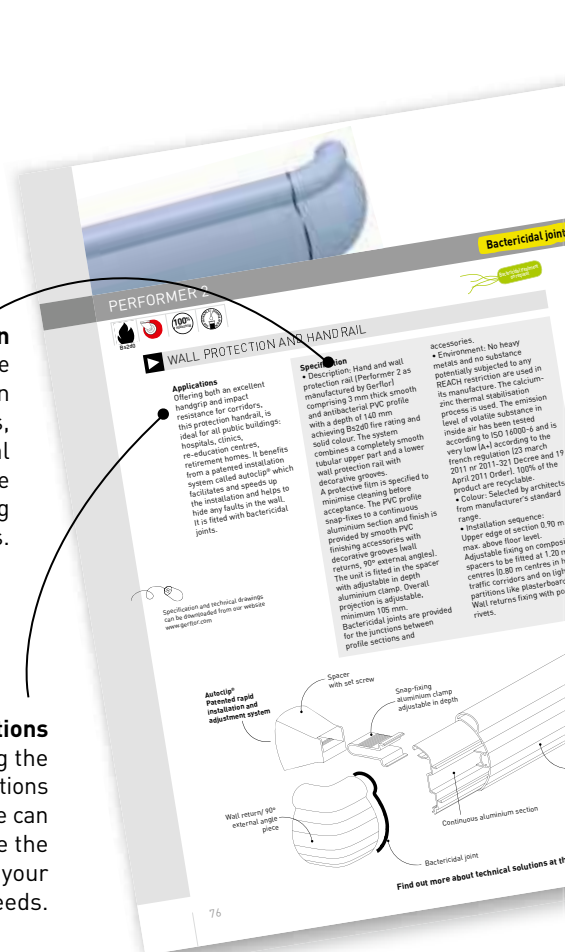 n
e
n
s,
al
e
g
s.
tions
g the
tions
e can
e the
your
eeds.
Bactericidal joint
PERFORMER 2
Bs2d0
100%
WALL PROTECTION AND HANDRAIL
Applications
Offering both an excellent
handgrip and impact
resistance for corridors,
this protection handrail, is
ideal for all public buildings:
hospitals, clinics,
re-education centres,
retirement homes. It benefits
from a patented installation
system called autoclip® which
facilitates and speeds up
the installation and helps to
hide any faults in the wall.
It is fitted with bactericidal
joints.
Specification and technical drawings
can be downloaded from our website
www.gerflor.com
Specification
• Description: Hand and wall
protection rail (Performer 2 as
manufactured by Gerflor)
comprising 3 mm thick smooth
and antibacterial PVC profile
with a depth of 140 mm
achieving Bs2d0 fire rating and
solid colour. The system
combines a completely smooth
tubular upper part and a lower
wall protection rail with
decorative grooves.
A protective film is specified to
minimise cleaning before
acceptance. The PVC profile
snap-fixes to a continuous
aluminium section and finish is
provided by smooth PVC
finishing accessories with
decorative grooves (wall
returns, 90° external angles).
The unit is fitted in the spacer
with adjustable in depth
aluminium clamp. Overall
projection is adjustable,
minimum 105 mm.
Bactericidal joints are provided
for the junctions between
profile sections and
accessories.
• Environment: No heavy
metals and no substance
potentially subjected to any
REACH restriction are used in
its manufacture. The calcium-
zinc thermal stabilisation
process is used. The emission
level of volatile substance in
inside air has been tested
according to ISO 16000-6 and is
very low (A+) according to the
french regulation (23 march
2011 nr 2011-321 Decree and 19
April 2011 Order). 100% of the
product are recyclable.
• Colour: Selected by architects
from manufacturer's standard
range.
• Installation sequence:
Upper edge of section 0,90 m
max. above floor level.
Adjustable fixing on composi
spacers to be fitted at 1.20 m
centres (0.80 m centres in h
traffic corridors and on ligh
partitions like plasterboard
Wall returns fixing with po
rivets.
Autoclip®
Patented rapid
installation and
adjustment system
Spacer
with set screw
Snap-fixing
aluminium clamp
adjustable in depth
Wall return/ 90°
external angle
piece
Continuous aluminium section
Bactericidal joint
Find out more about technical solutions at th
76